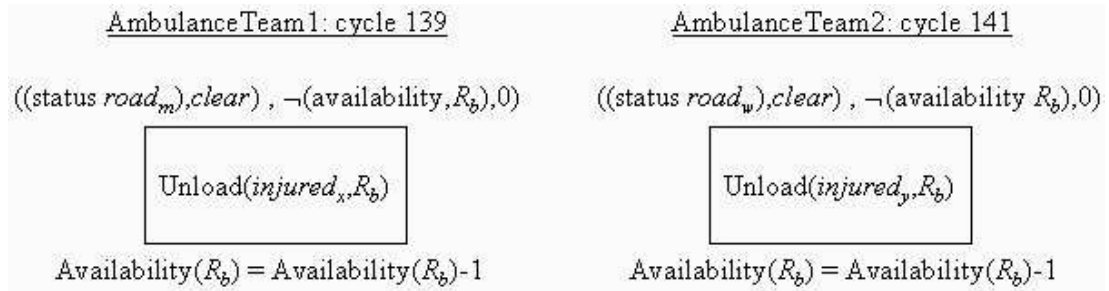 AmbulanceTeam1: cycle 139
((status road_m),clear) , ¬(availability,R_b),0)
Unload(injured_x,R_b)
Availability(R_b) = Availability(R_b)-1
AmbulanceTeam2: cycle 141
((status road_w),clear) , ¬(availability R_b),0)
Unload(injured_y,R_b)
Availability(R_b) = Availability(R_b)-1